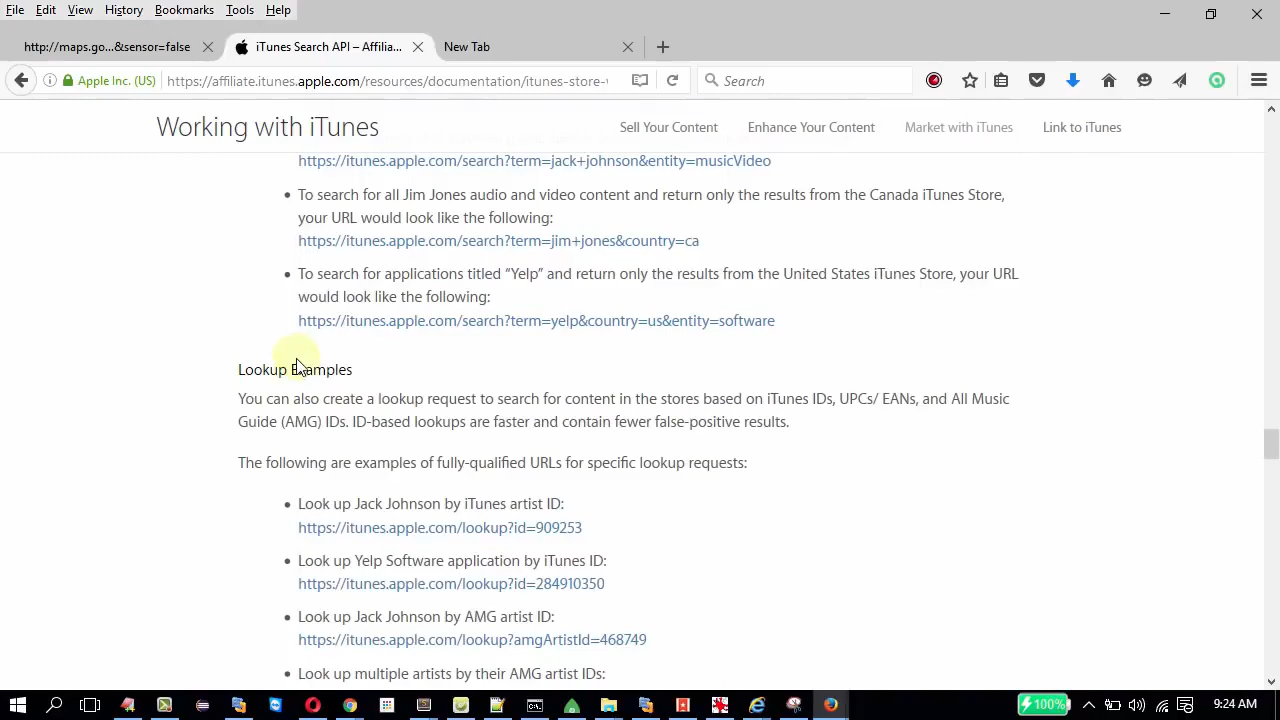 File Edit View History Bookmarks Tools Help
http://maps.go...&sensor=false
iTunes Search API – Affilia...
New Tab
Apple Inc. (US)
https://affiliate.itunes.apple.com/resources/documentation/itunes-store-
Search
Working with iTunes
Sell Your Content
Enhance Your Content
Market with iTunes
Link to iTunes
https://itunes.apple.com/search?term=jack+johnson&entity=musicVideo
• To search for all Jim Jones audio and video content and return only the results from the Canada iTunes Store,
your URL would look like the following:
https://itunes.apple.com/search?term=jim+jones&country=ca
• To search for applications titled “Yelp” and return only the results from the United States iTunes Store, your URL
would look like the following:
https://itunes.apple.com/search?term=yelp&country=us&entity=software
Lookup Examples
You can also create a lookup request to search for content in the stores based on iTunes IDs, UPCs/ EANs, and All Music
Guide (AMG) IDs. ID-based lookups are faster and contain fewer false-positive results.
The following are examples of fully-qualified URLs for specific lookup requests:
• Look up Jack Johnson by iTunes artist ID:
https://itunes.apple.com/lookup?id=909253
• Look up Yelp Software application by iTunes ID:
https://itunes.apple.com/lookup?id=284910350
• Look up Jack Johnson by AMG artist ID:
https://itunes.apple.com/lookup?amgArtistId=468749
• Look up multiple artists by their AMG artist IDs:
100%
9:24 AM